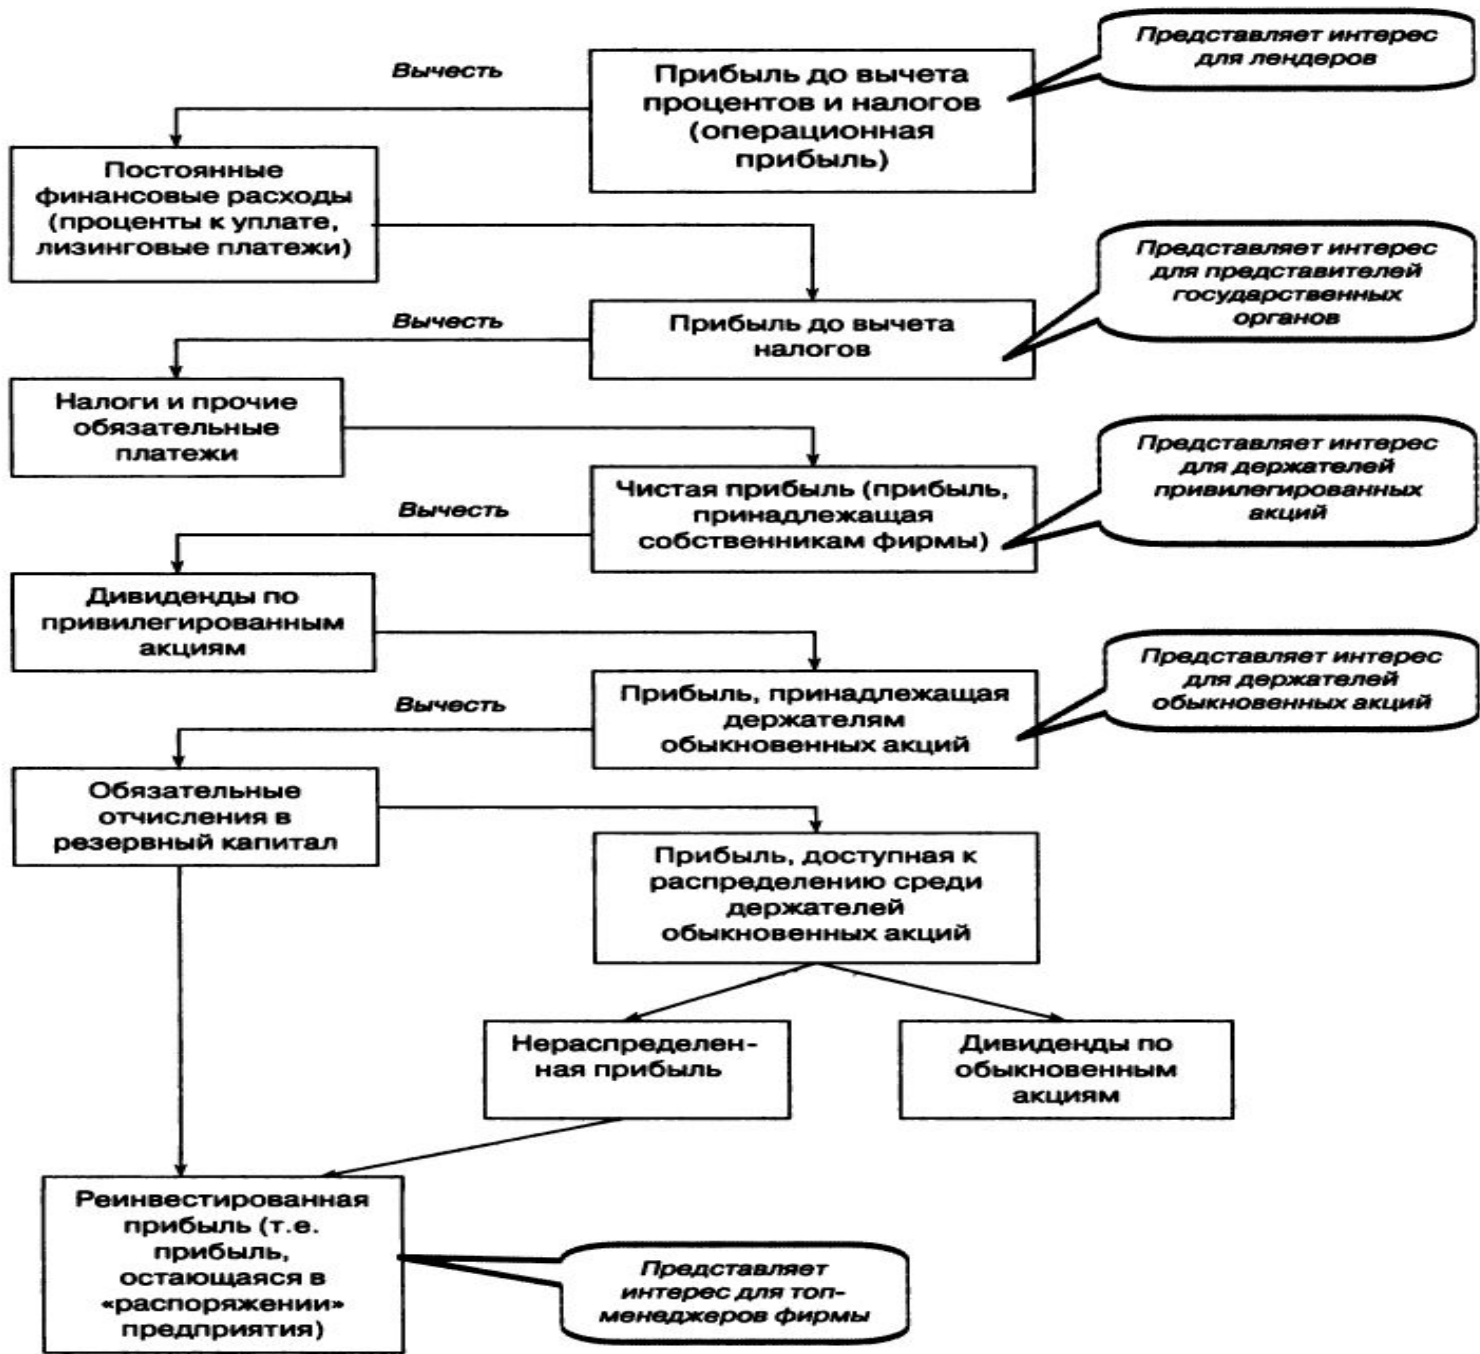 Представляет интерес
для лендеров
Вычесть
Прибыль до вычета
процентов и налогов
(операционная
прибыль)
Постоянные
финансовые расходы
(проценты к уплате,
лизинговые платежи)
Представляет интерес
для представителей
государственных
органов
Вычесть
Прибыль до вычета
налогов
Налоги и прочие
обязательные
платежи
Представляет интерес
для держателей
привилегированных
акций
Вычесть
Чистая прибыль (прибыль,
принадлежащая
собственникам фирмы)
Дивиденды по
привилегированным
акциям
Представляет интерес
для держателей
обыкновенных акций
Вычесть
Прибыль, принадлежащая
держателям
обыкновенных акций
Обязательные
отчисления в
резервный капитал
Прибыль, доступная к
распределению среди
держателей
обыкновенных акций
Нераспределен-
ная прибыль
Дивиденды по
обыкновенным
акциям
Реинвестированная
прибыль (т.е.
прибыль,
остающаяся в
«распоряжении»
предприятия)
Представляет
интерес для топ-
менеджеров фирмы